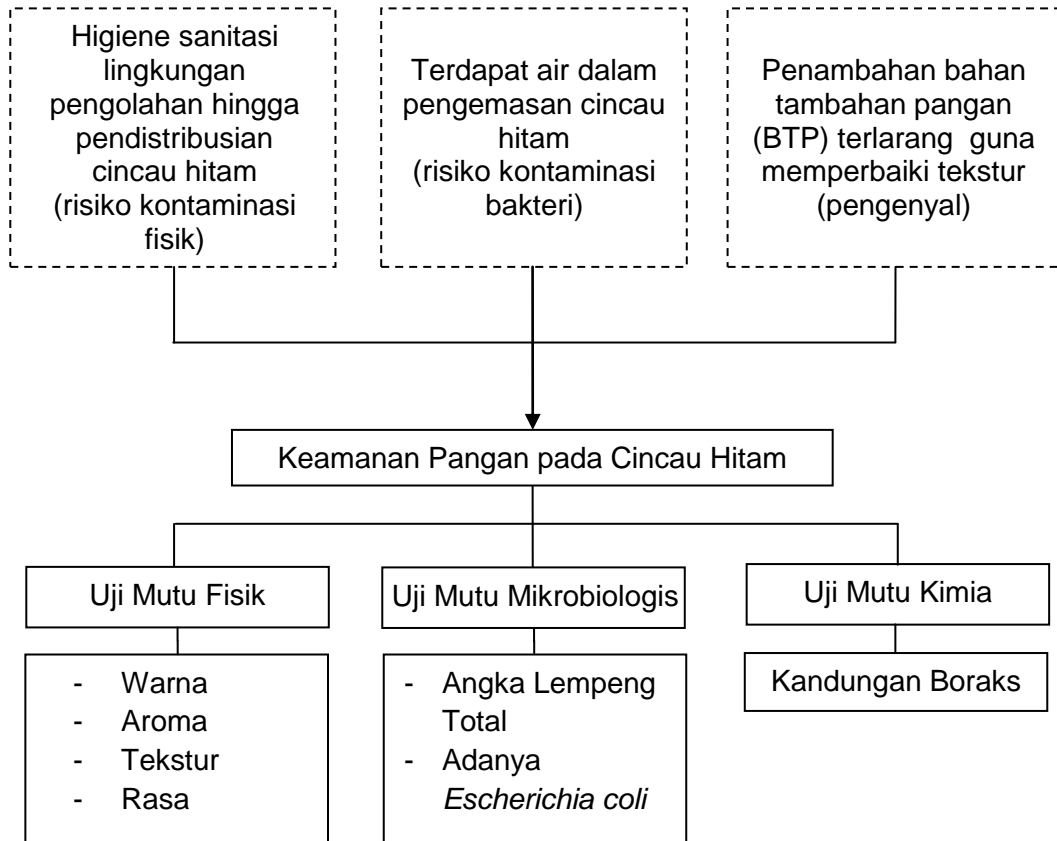 Higiene sanitasi
lingkungan
pengolahan hingga
pendistribusian
cincau hitam
(risiko kontaminasi
fisik)
Terdapat air dalam
pengemasan cincau
hitam
(risiko kontaminasi
bakteri)
Penambahan bahan
tambahan pangan
(BTP) terlarang guna
memperbaiki tekstur
(pengenyal)
Keamanan Pangan pada Cincau Hitam
Uji Mutu Fisik
- Warna
- Aroma
- Tekstur
- Rasa
Uji Mutu Mikrobiologis
- Angka Lempeng
Total
- Adanya
Escherichia coli
Uji Mutu Kimia
Kandungan Boraks